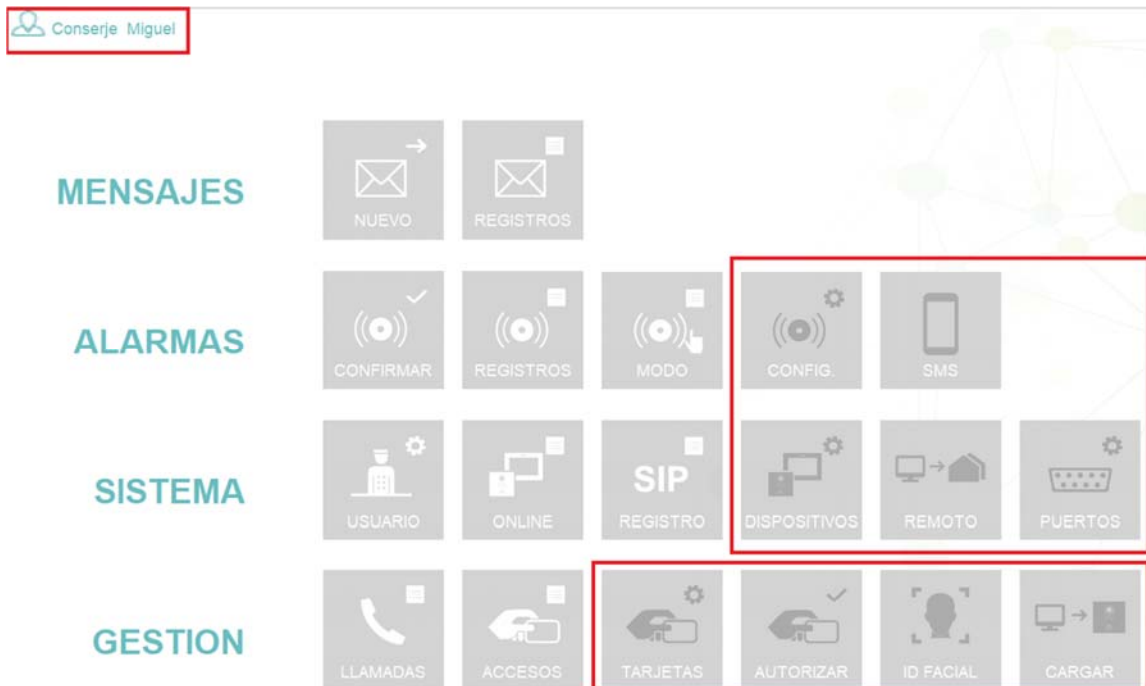 Conserje Miguel
MENSAJES
NUEVO
REGISTROS
ALARMAS
CONFIRMAR
REGISTROS
MODO
CONFIG.
SMS
SISTEMA
USUARIO
ONLINE
SIP
REGISTRO
DISPOSITIVOS
REMOTO
PUERTOS
GESTION
LLAMADAS
ACCESOS
TARJETAS
AUTORIZAR
ID FACIAL
CARGAR